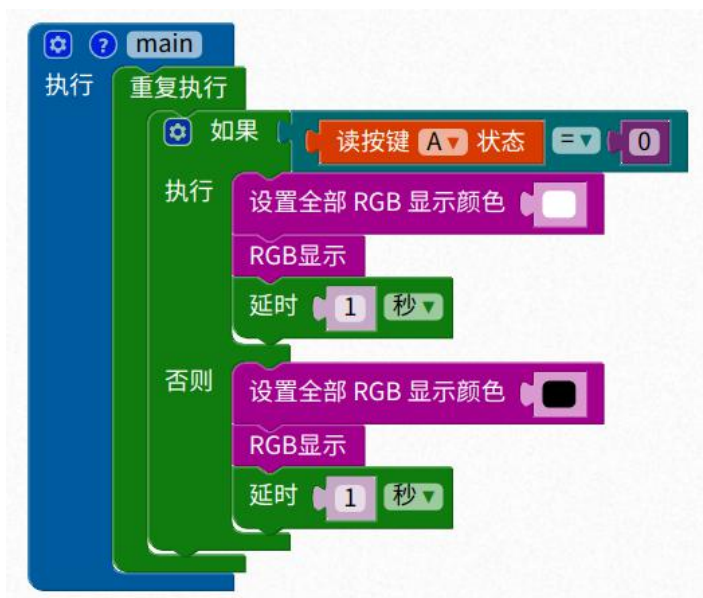 ? main
执行 重复执行
如果 读按键 A 状态 = 0
执行 设置全部 RGB 显示颜色
RGB显示
延时 1 秒
否则 设置全部 RGB 显示颜色
RGB显示
延时 1 秒